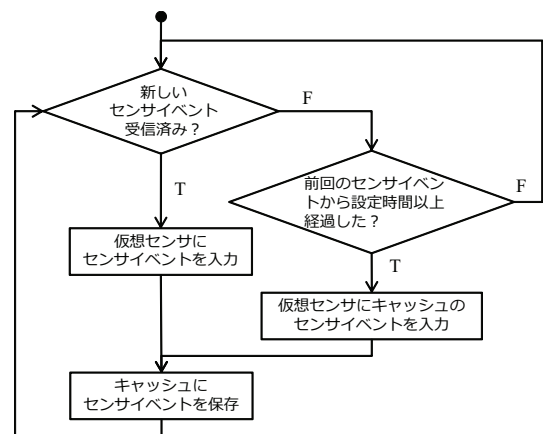 新しい
センサイベント
受信済み？
F
T
前回のセンサイベン
トから設定時間以上
経過した？
F
T
仮想センサに
センサイベントを入力
仮想センサにキャッシュの
センサイベントを入力
キャッシュに
センサイベントを保存